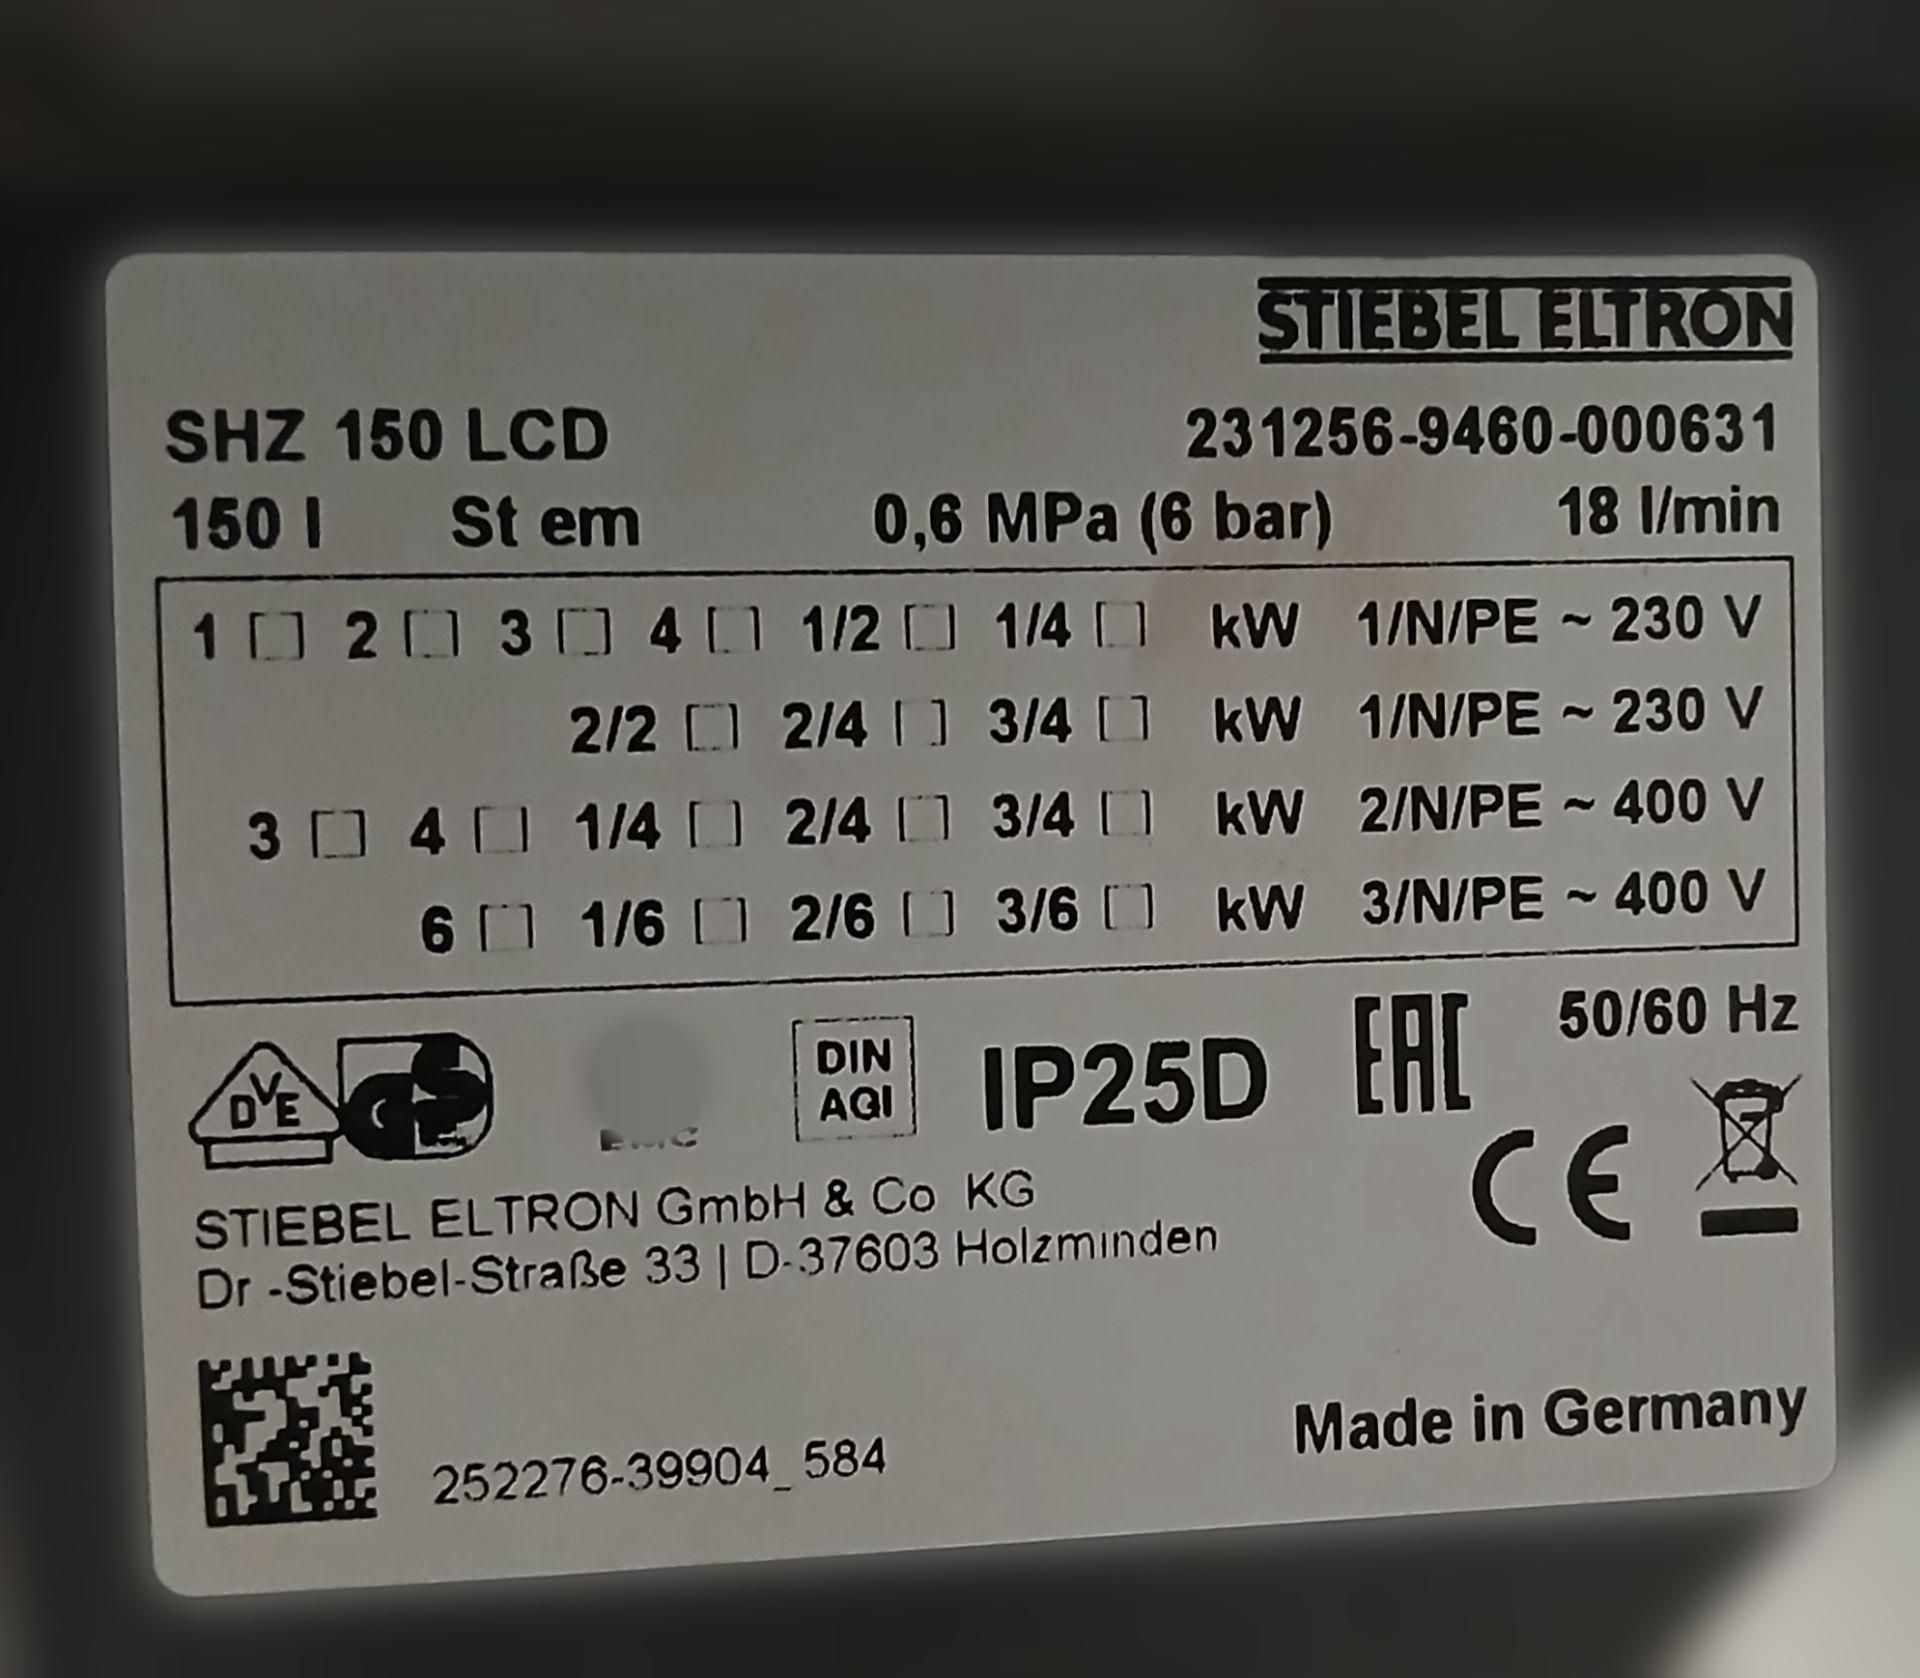 STIEBEL ELTRON
SHZ 150 LCD 231256-9460-000631
150 l St em 0,6 MPa (6 bar) 18 l/min
1 □ 2 □ 3 □ 4 □ 1/2 □ 1/4 □ kW 1/N/PE ~ 230 V
2/2 □ 2/4 □ 3/4 □ kW 1/N/PE ~ 230 V
3 □ 4 □ 1/4 □ 2/4 □ 3/4 □ kW 2/N/PE ~ 400 V
6 □ 1/6 □ 2/6 □ 3/6 □ kW 3/N/PE ~ 400 V
50/60 Hz
DVE GS DIN AGI IP25D EAC
CE
STIEBEL ELTRON GmbH & Co KG
Dr -Stiebel-Straße 33 | D-37603 Holzminden
252276-39904_584
Made in Germany